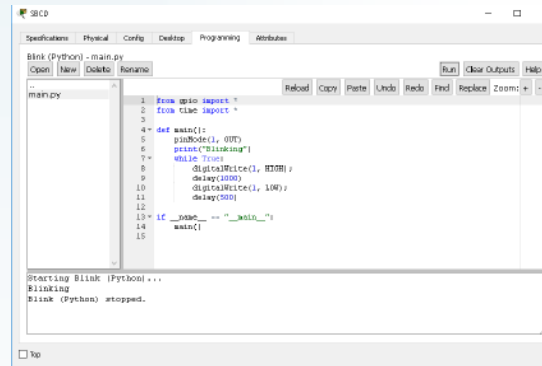 SBC0
Specifications Physical Config Desktop Programming Attributes
Blink (Python) - main.py
Open New Delete Rename Run Clear Outputs Help
Reload Copy Paste Undo Redo Find Replace Zoom: + -
..
main.py
1 from gpio import *
2 from time import *
3
4 def main():
5 pinMode(1, OUT)
6 print("Blinking")
7 while True:
8 digitalWrite(1, HIGH);
9 delay(1000)
10 digitalWrite(1, LOW);
11 delay(500)
12
13 if __name__ == "__main__":
14 main()
15
Starting Blink (Python)...
Blinking
Blink (Python) stopped.
Top